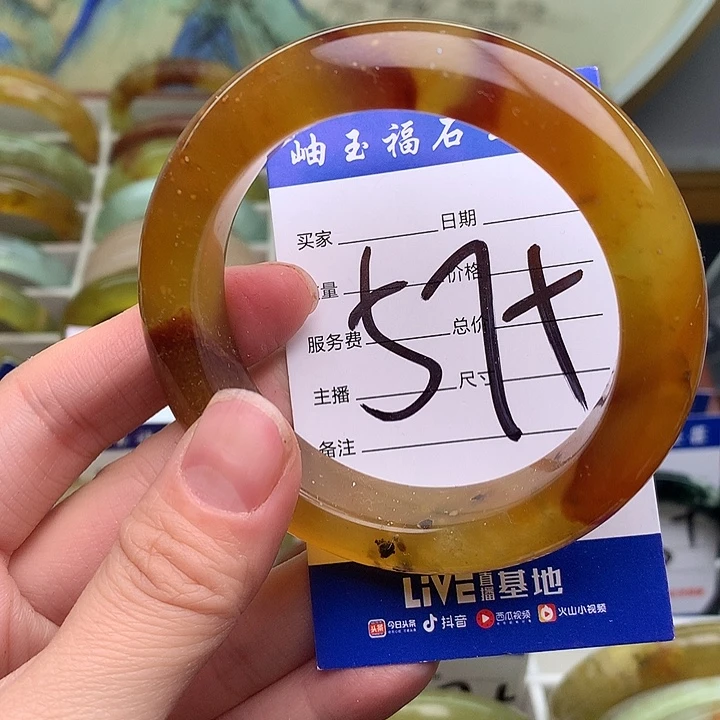 岫玉福石
买家 日期
量 价格
服务费 总价
主播 尺寸
备注
57+
LiVE直播基地
今日头条 抖音 西瓜视频 火山小视频